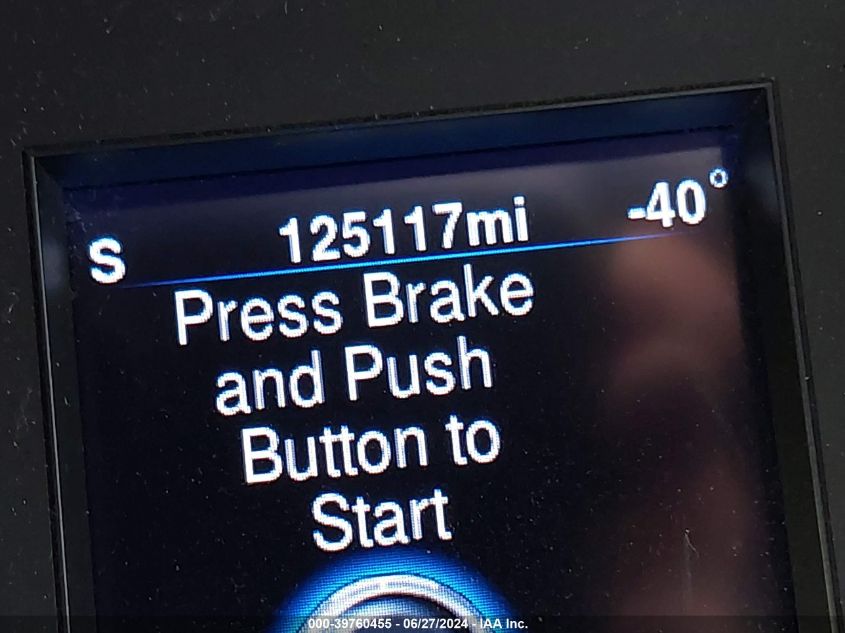 S 125117mi -40°
Press Brake
and Push
Button to
Start
000-39760455 - 06/27/2024 - IAA Inc.